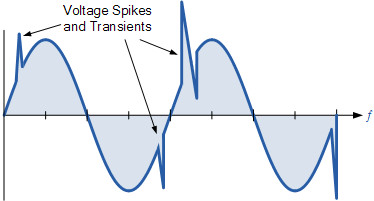 Voltage Spikes
and Transients
f